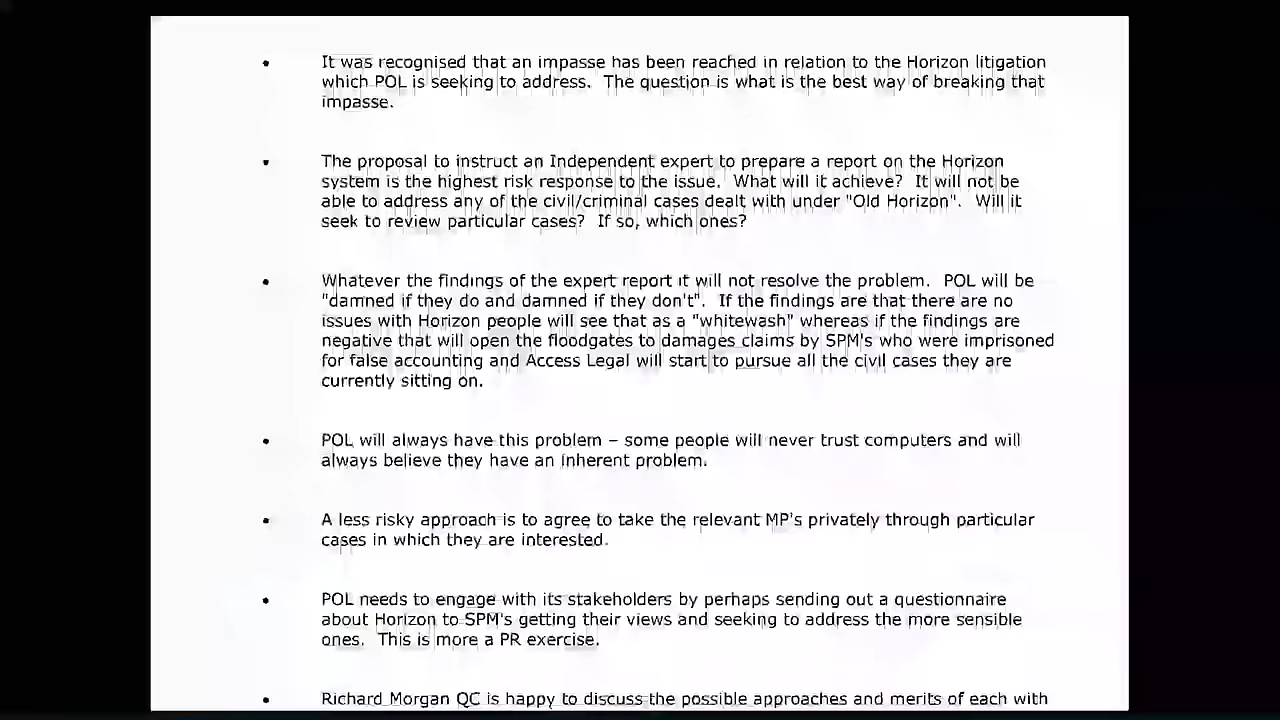 • It was recognised that an impasse has been reached in relation to the Horizon litigation
which POL is seeking to address. The question is what is the best way of breaking that
impasse.
• The proposal to instruct an Independent expert to prepare a report on the Horizon
system is the highest risk response to the issue. What will it achieve? It will not be
able to address any of the civil/criminal cases dealt with under "Old Horizon". Will it
seek to review particular cases? If so, which ones?
• Whatever the findings of the expert report it will not resolve the problem. POL will be
"damned if they do and damned if they don't". If the findings are that there are no
issues with Horizon people will see that as a "whitewash" whereas if the findings are
negative that will open the floodgates to damages claims by SPM's who were imprisoned
for false accounting and Access Legal will start to pursue all the civil cases they are
currently sitting on.
• POL will always have this problem – some people will never trust computers and will
always believe they have an inherent problem.
• A less risky approach is to agree to take the relevant MP's privately through particular
cases in which they are interested.
• POL needs to engage with its stakeholders by perhaps sending out a questionnaire
about Horizon to SPM's getting their views and seeking to address the more sensible
ones. This is more a PR exercise.
• Richard Morgan QC is happy to discuss the possible approaches and merits of each with